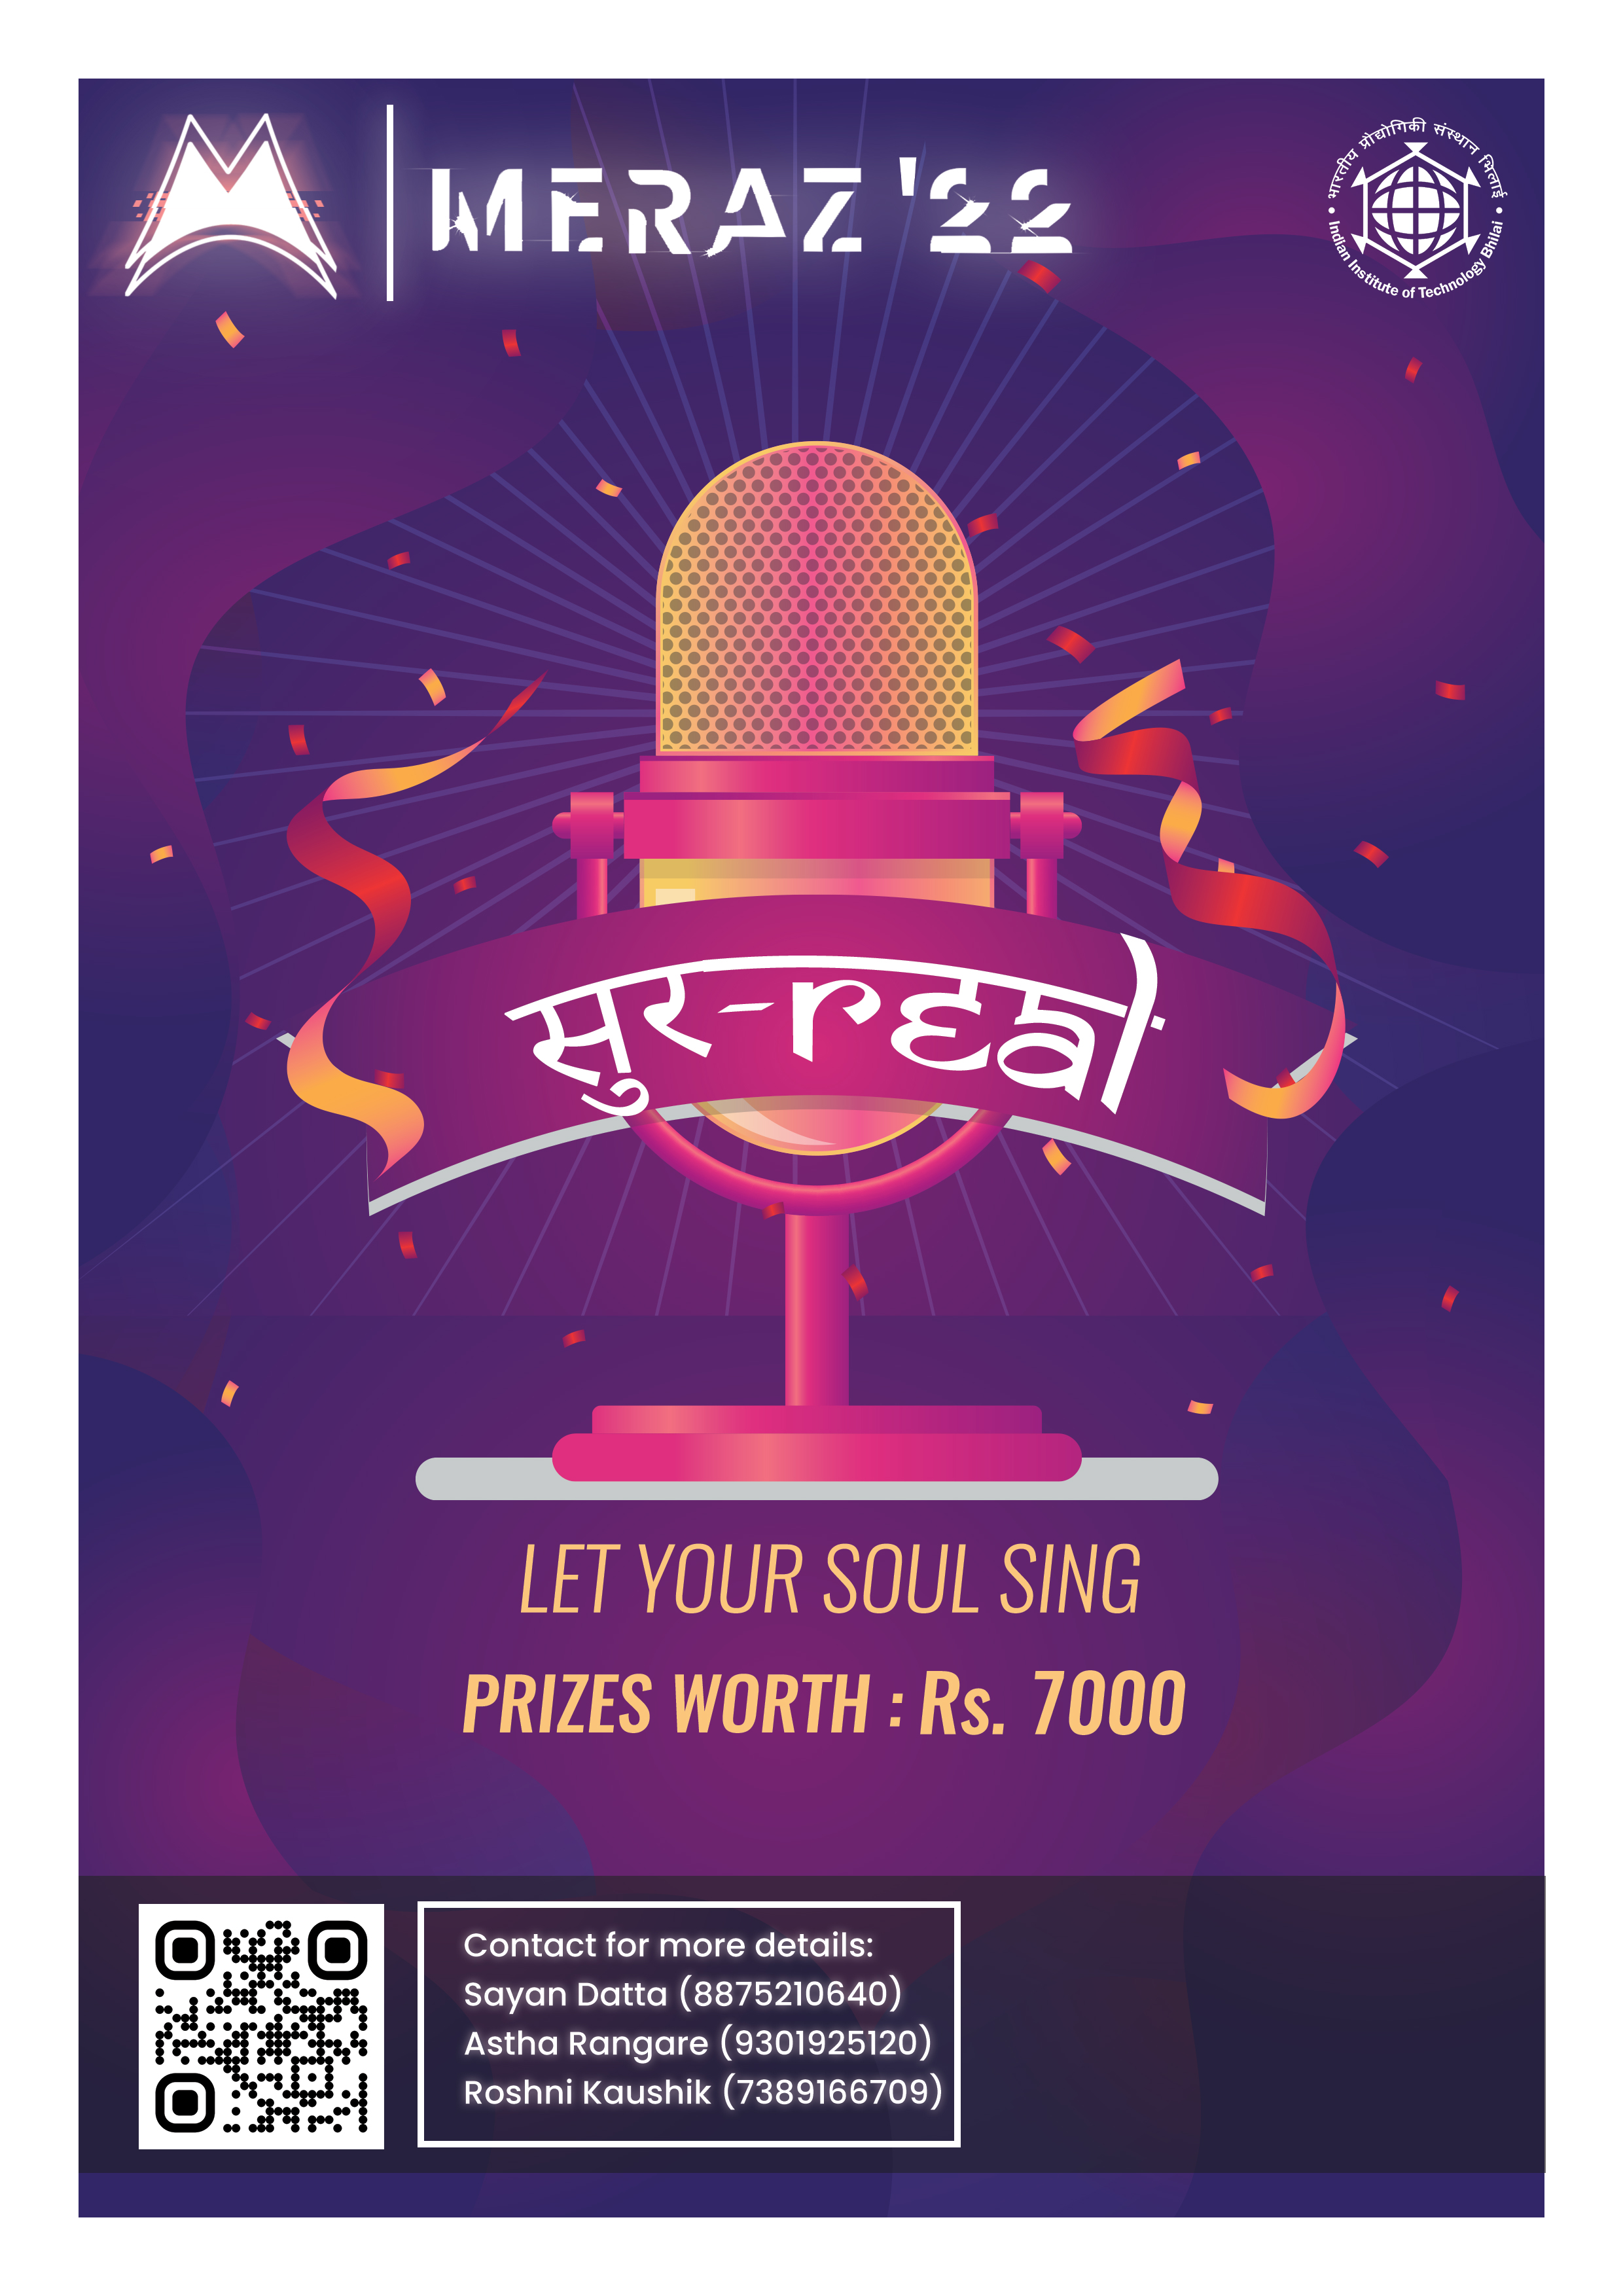 MERAZ '22
भारतीय प्रौद्योगिकी संस्थान भिलाई
Indian Institute of Technology Bhilai
सुर-real
LET YOUR SOUL SING
PRIZES WORTH : Rs. 7000
Contact for more details:
Sayan Datta (8875210640)
Astha Rangare (9301925120)
Roshni Kaushik (7389166709)